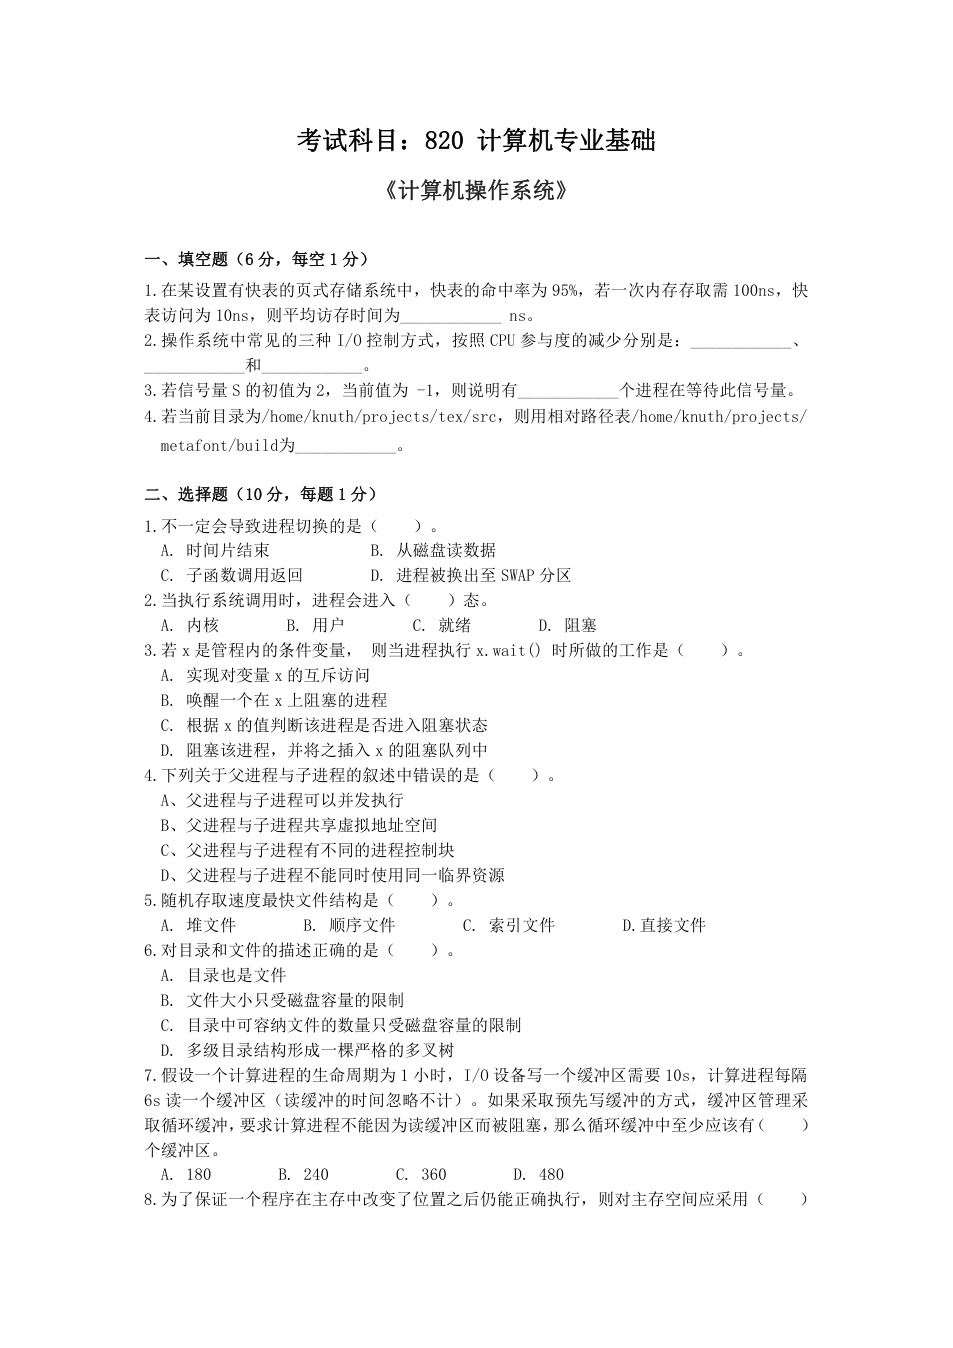 考试科目：820 计算机专业基础
《计算机操作系统》
一、填空题（6 分，每空 1 分）
1.在某设置有快表的页式存储系统中，快表的命中率为 95%，若一次内存存取需 100ns，快
表访问为 10ns，则平均访存时间为____________ ns。
2.操作系统中常见的三种 I/O 控制方式，按照 CPU 参与度的减少分别是：____________、
____________和____________。
3.若信号量 S 的初值为 2，当前值为 -1，则说明有____________个进程在等待此信号量。
4.若当前目录为/home/knuth/projects/tex/src，则用相对路径表/home/knuth/projects/
metafont/build为____________。
二、选择题（10 分，每题 1 分）
1.不一定会导致进程切换的是（　　）。
A. 时间片结束　　　　　　B. 从磁盘读数据
C. 子函数调用返回　　　　D. 进程被换出至 SWAP 分区
2.当执行系统调用时，进程会进入（　　）态。
A. 内核　　　　B. 用户　　　　C. 就绪　　　　D. 阻塞
3.若 x 是管程内的条件变量， 则当进程执行 x.wait() 时所做的工作是（　　）。
A. 实现对变量 x 的互斥访问
B. 唤醒一个在 x 上阻塞的进程
C. 根据 x 的值判断该进程是否进入阻塞状态
D. 阻塞该进程，并将之插入 x 的阻塞队列中
4.下列关于父进程与子进程的叙述中错误的是（　　）。
A、父进程与子进程可以并发执行
B、父进程与子进程共享虚拟地址空间
C、父进程与子进程有不同的进程控制块
D、父进程与子进程不能同时使用同一临界资源
5.随机存取速度最快文件结构是（　　）。
A. 堆文件　　　　B. 顺序文件　　　　C. 索引文件　　　　D.直接文件
6.对目录和文件的描述正确的是（　　）。
A. 目录也是文件
B. 文件大小只受磁盘容量的限制
C. 目录中可容纳文件的数量只受磁盘容量的限制
D. 多级目录结构形成一棵严格的多叉树
7.假设一个计算进程的生命周期为 1 小时，I/O 设备写一个缓冲区需要 10s，计算进程每隔
6s 读一个缓冲区（读缓冲的时间忽略不计）。如果采取预先写缓冲的方式，缓冲区管理采
取循环缓冲，要求计算进程不能因为读缓冲区而被阻塞，那么循环缓冲中至少应该有（　　）
个缓冲区。
A. 180　　　　B. 240　　　　C. 360　　　　D. 480
8.为了保证一个程序在主存中改变了位置之后仍能正确执行，则对主存空间应采用（　　）